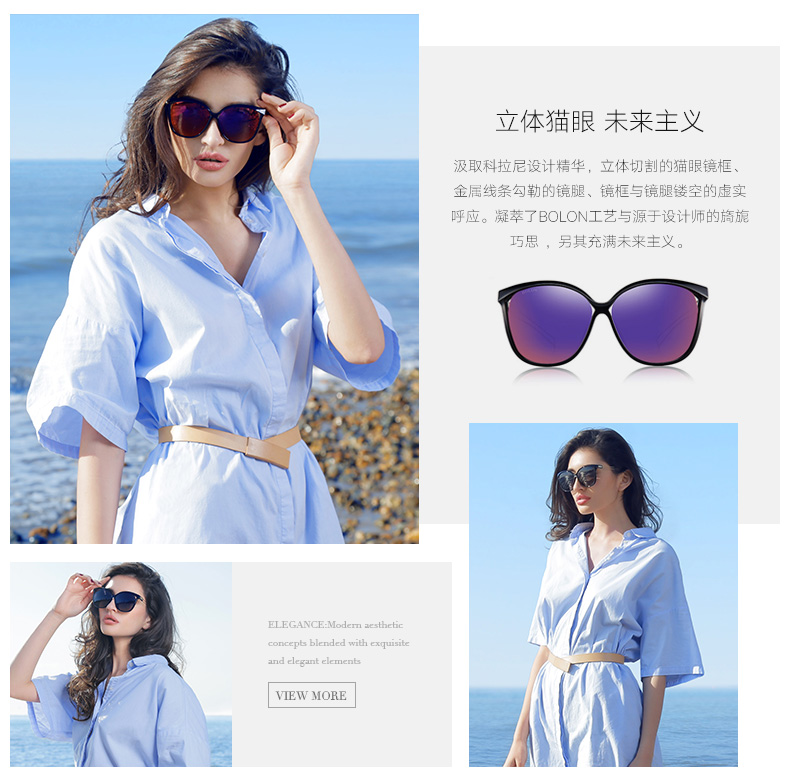 立体猫眼 未来主义
汲取科拉尼设计精华，立体切割的猫眼镜框、
金属线条勾勒的镜腿、镜框与镜腿镂空的虚实
呼应。凝萃了BOLON工艺与源于设计师的旖旎
巧思 ，另其充满未来主义。
ELEGANCE:Modern aesthetic
concepts blended with exquisite
and elegant elements
VIEW MORE